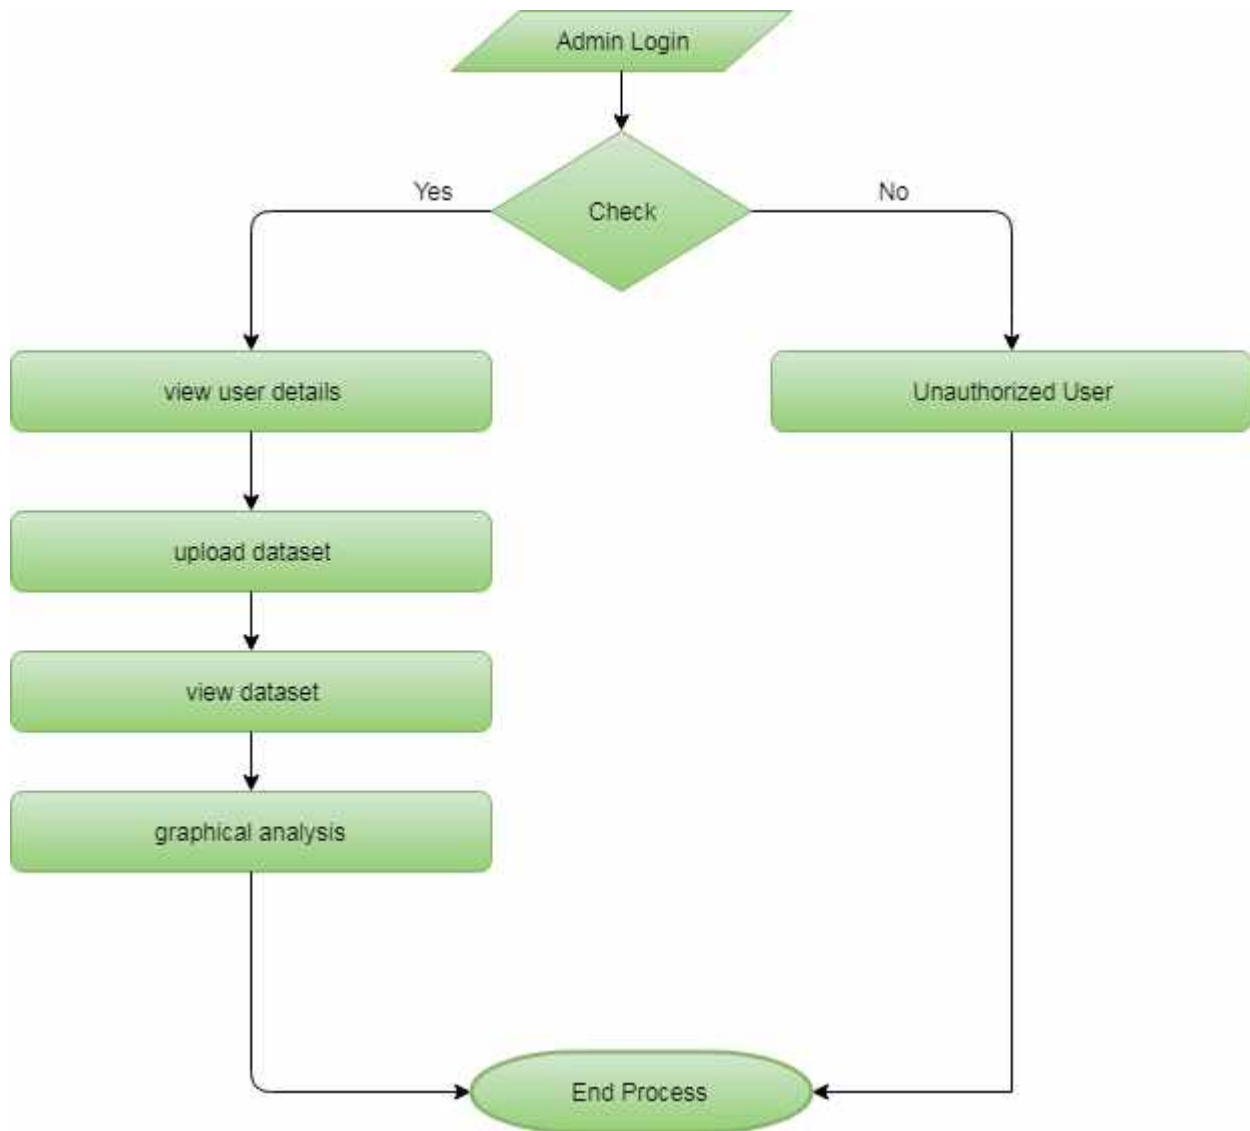 Admin Login
Check
Yes
No
view user details
Unauthorized User
upload dataset
view dataset
graphical analysis
End Process